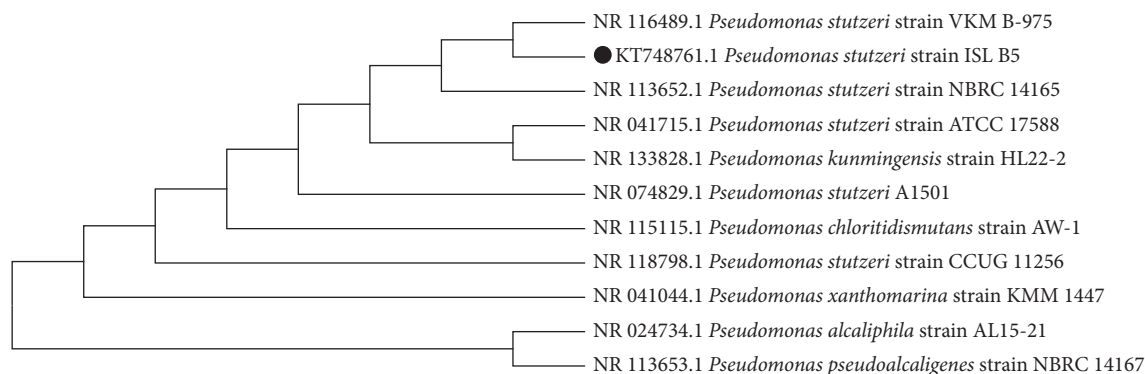 NR 116489.1 Pseudomonas stutzeri strain VKM B-975
KT748761.1 Pseudomonas stutzeri strain ISL B5
NR 113652.1 Pseudomonas stutzeri strain NBRC 14165
NR 041715.1 Pseudomonas stutzeri strain ATCC 17588
NR 133828.1 Pseudomonas kunmingensis strain HL22-2
NR 074829.1 Pseudomonas stutzeri A1501
NR 115115.1 Pseudomonas chloritidismutans strain AW-1
NR 118798.1 Pseudomonas stutzeri strain CCUG 11256
NR 041044.1 Pseudomonas xanthomarina strain KMM 1447
NR 024734.1 Pseudomonas alcaliphila strain AL15-21
NR 113653.1 Pseudomonas pseudoalcaligenes strain NBRC 14167